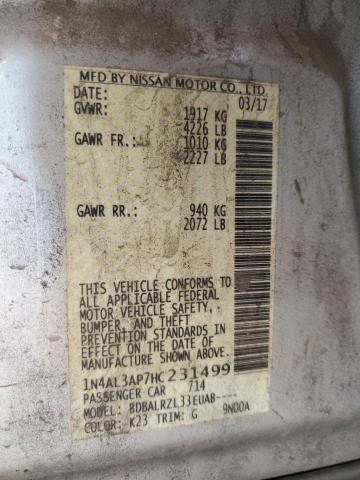 MFD BY NISSAN MOTOR CO., LTD.
DATE: 03/17
GVWR: 1917 KG
4226 LB
GAWR FR.: 1010 KG
2227 LB
GAWR RR.: 940 KG
2072 LB
THIS VEHICLE CONFORMS TO
ALL APPLICABLE FEDERAL
MOTOR VEHICLE SAFETY,
BUMPER, AND THEFT
PREVENTION STANDARDS IN
EFFECT ON THE DATE OF
MANUFACTURE SHOWN ABOVE.
1N4AL3AP7HC231499
PASSENGER CAR 714
MODEL: BDBALRZL33EUAB----
COLOR: K23 TRIM: G 9N00A